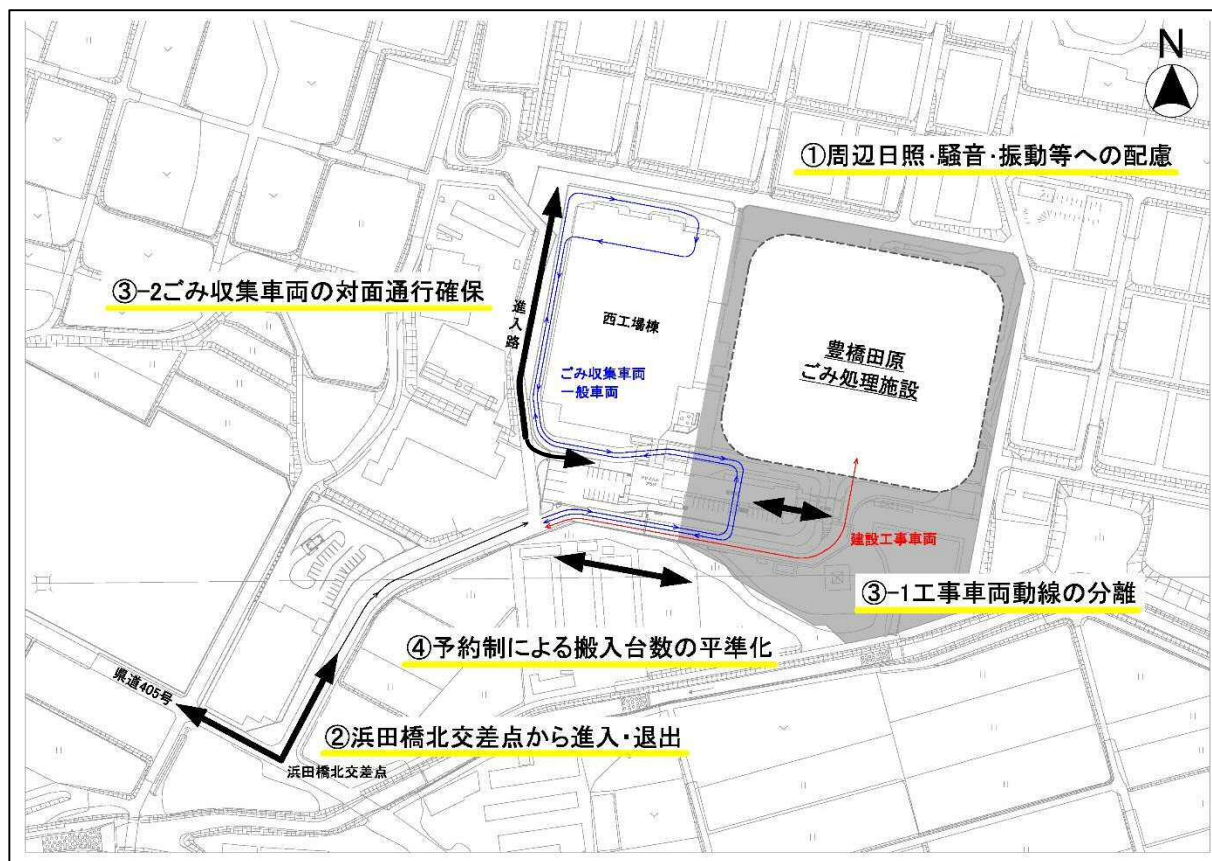 N
①周辺日照・騒音・振動等への配慮
③-2ごみ収集車両の対面通行確保
進入路
西工場棟
ごみ収集車両
一般車両
豊橋田原
ごみ処理施設
建設工事車両
③-1工事車両動線の分離
④予約制による搬入台数の平準化
県道405号
②浜田橋北交差点から進入・退出
浜田橋北交差点